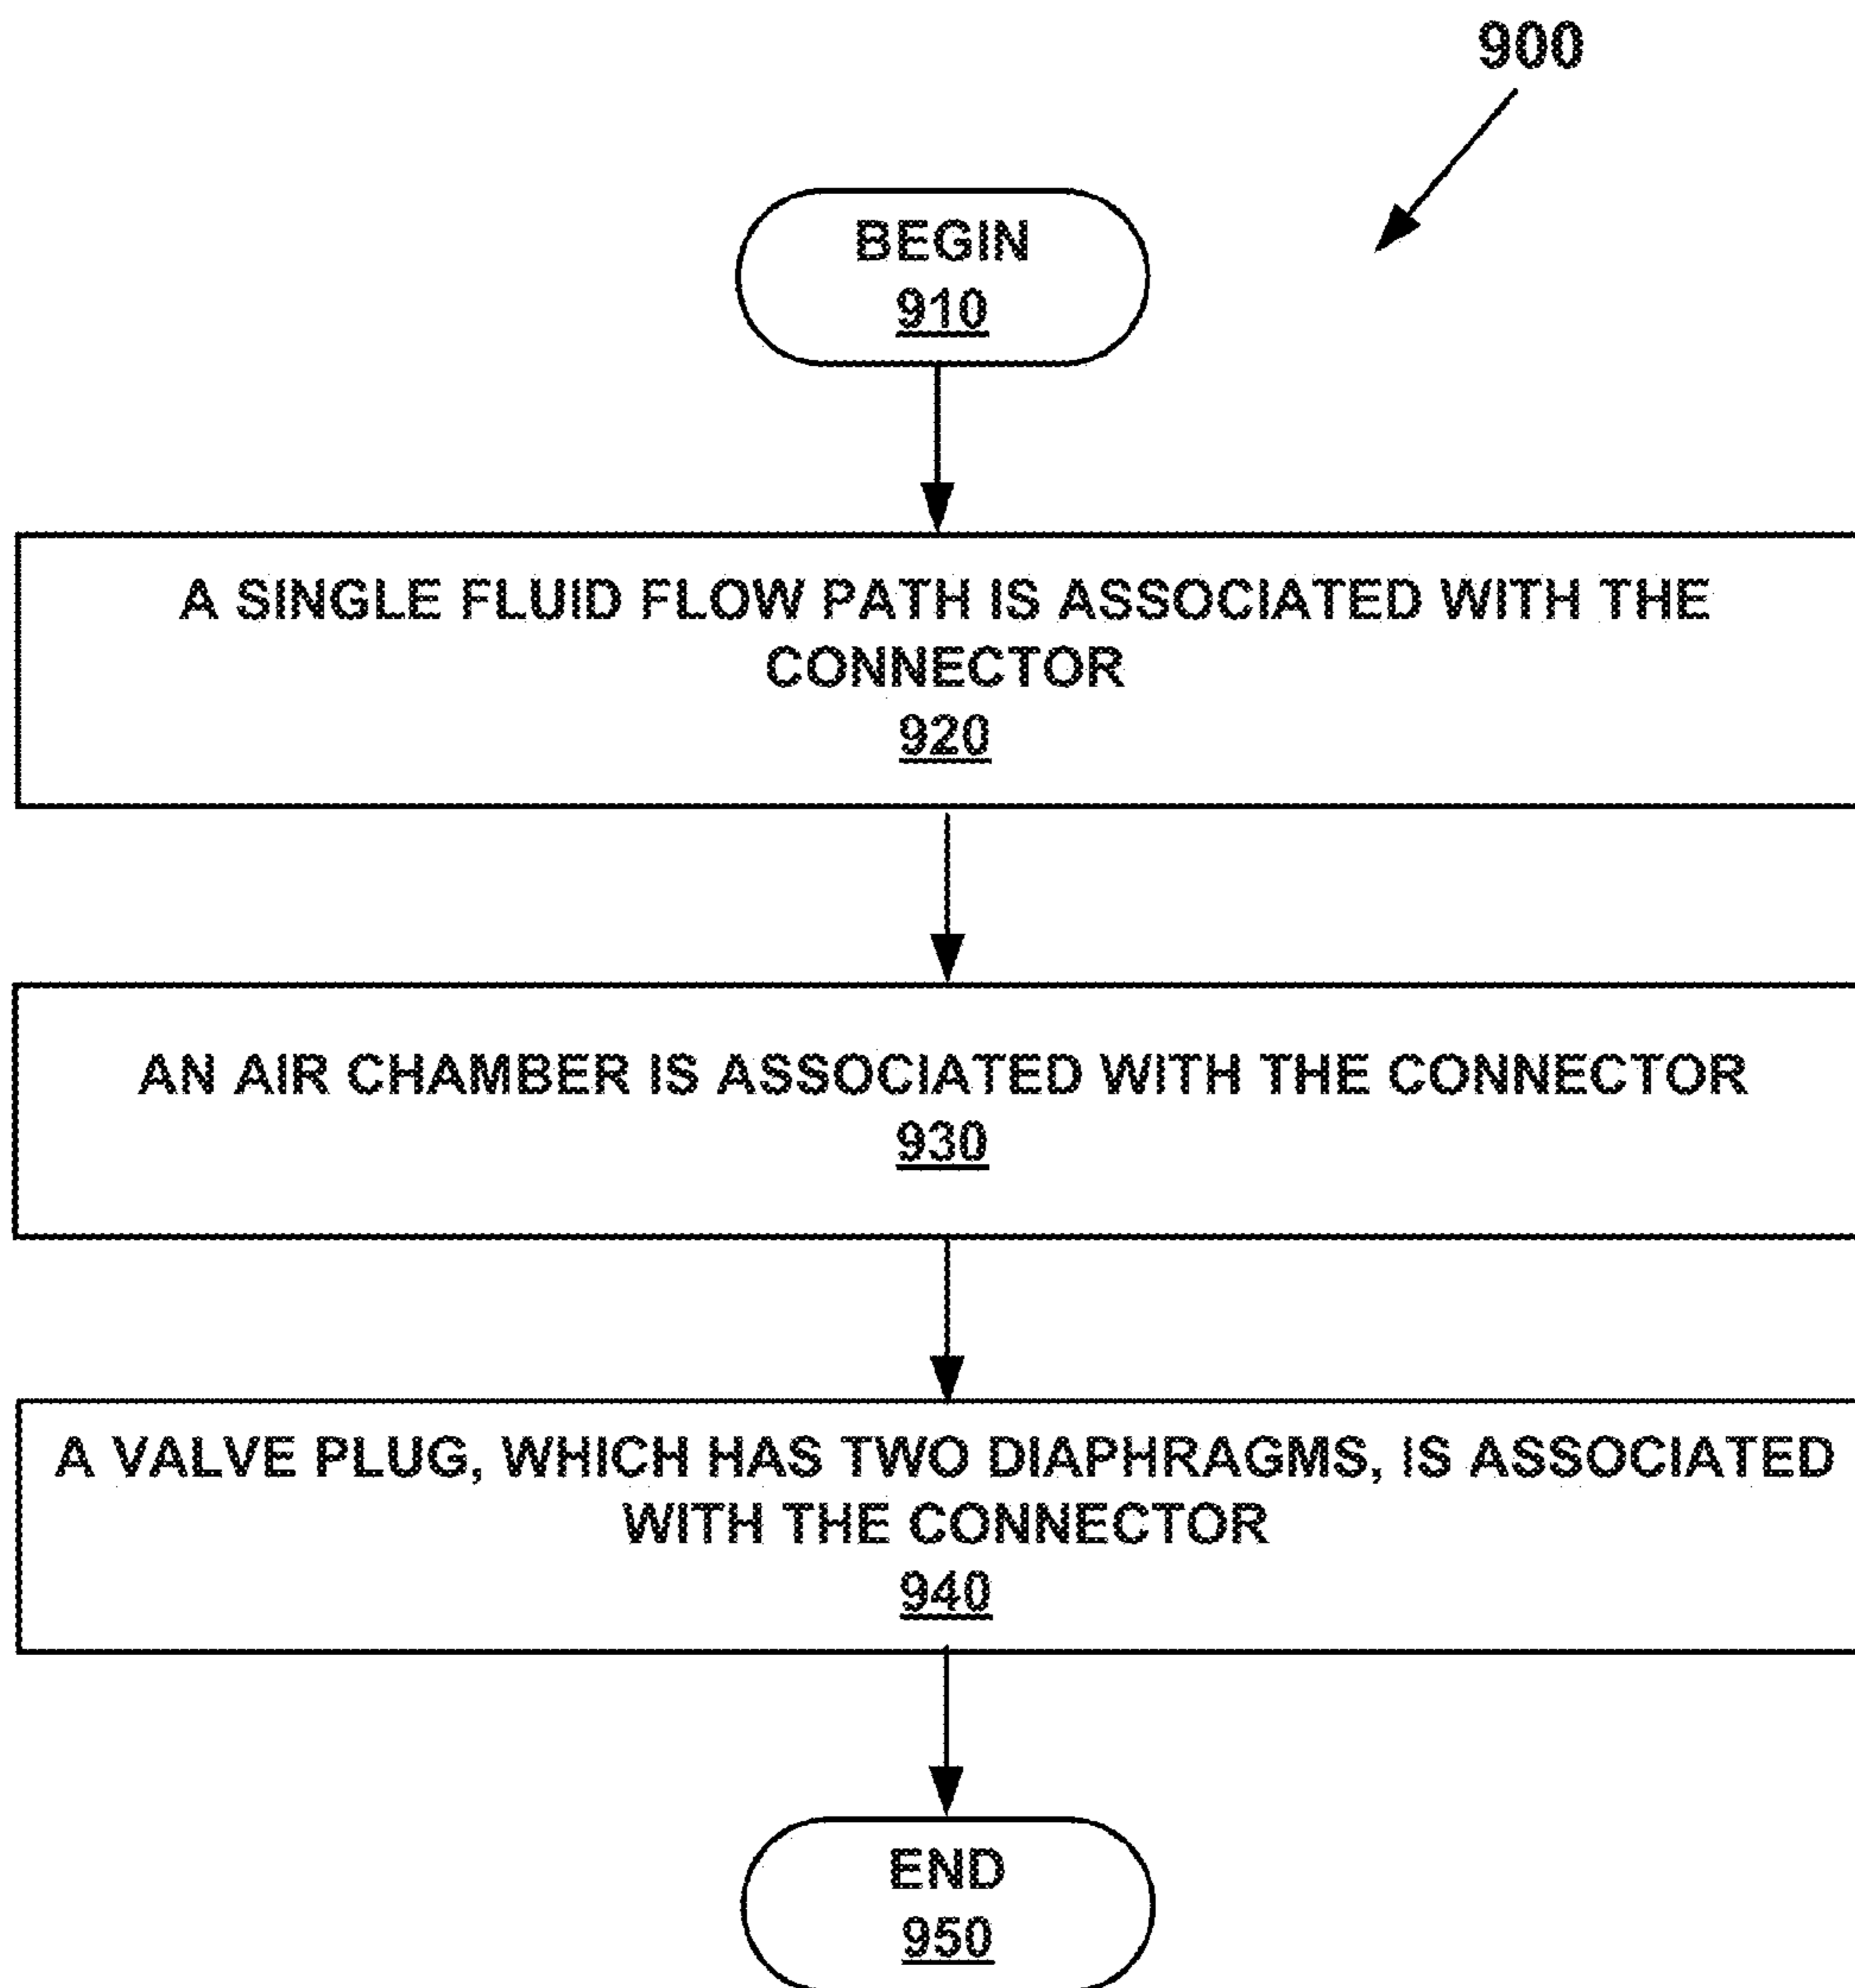 900
BEGIN
910
A SINGLE FLUID FLOW PATH IS ASSOCIATED WITH THE
CONNECTOR
920
AN AIR CHAMBER IS ASSOCIATED WITH THE CONNECTOR
930
A VALVE PLUG, WHICH HAS TWO DIAPHRAGMS, IS ASSOCIATED
WITH THE CONNECTOR
940
END
950